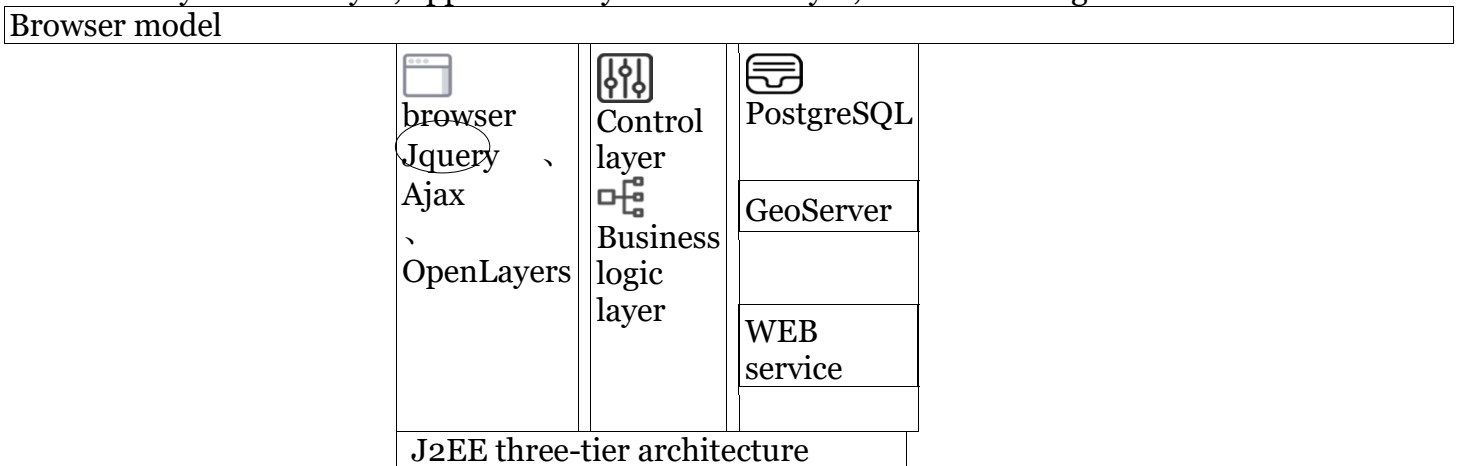 Browser model
browser
Jquery 、
Ajax
、
OpenLayers
Control
layer
Business
logic
layer
PostgreSQL
GeoServer
WEB
service
J2EE three-tier architecture